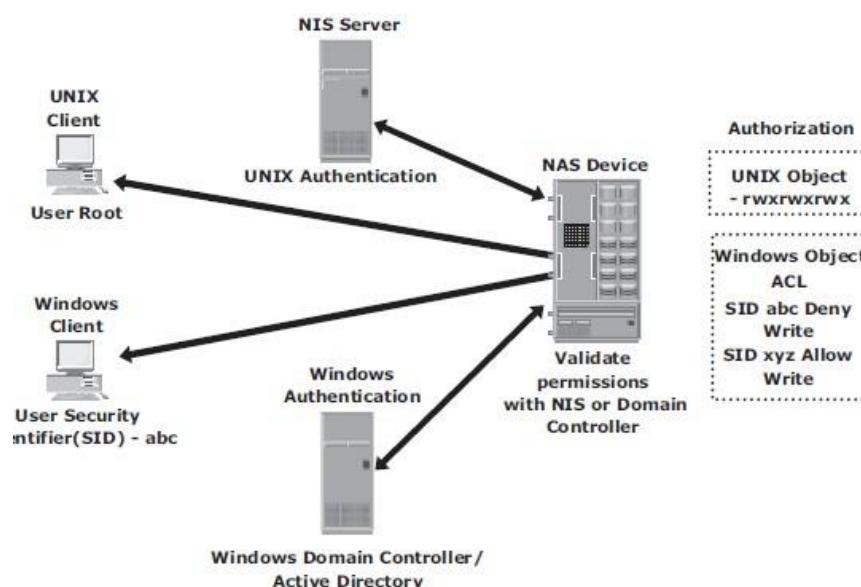 NIS Server
UNIX
Client
User Root
UNIX Authentication
NAS Device
Authorization
UNIX Object
- rwxrwxrwx
Windows Object
ACL
SID abc Deny
Write
SID xyz Allow
Write
Windows
Client
User Security
entifier(SID) - abc
Windows
Authentication
Validate
permissions
with NIS or Domain
Controller
Windows Domain Controller/
Active Directory